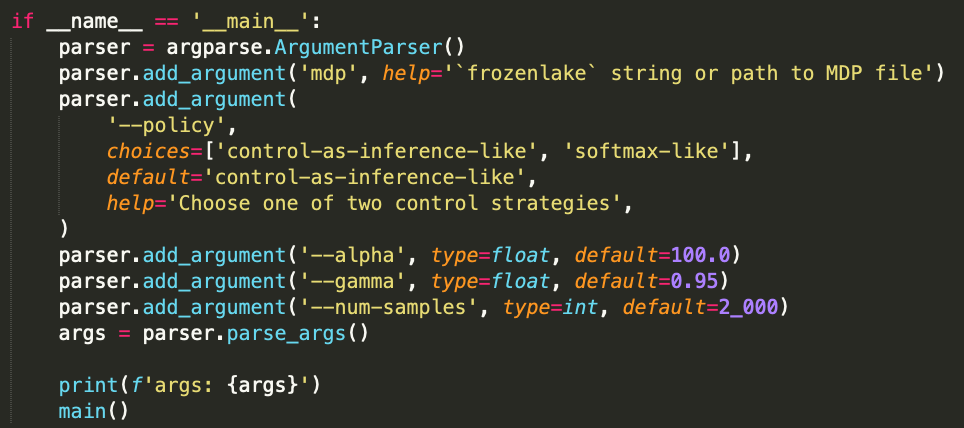 if __name__ == '__main__':
    parser = argparse.ArgumentParser()
    parser.add_argument('mdp', help='`frozenlake` string or path to MDP file')
    parser.add_argument(
        '--policy',
        choices=['control-as-inference-like', 'softmax-like'],
        default='control-as-inference-like',
        help='Choose one of two control strategies',
    )
    parser.add_argument('--alpha', type=float, default=100.0)
    parser.add_argument('--gamma', type=float, default=0.95)
    parser.add_argument('--num-samples', type=int, default=2_000)
    args = parser.parse_args()

    print(f'args: {args}')
    main()